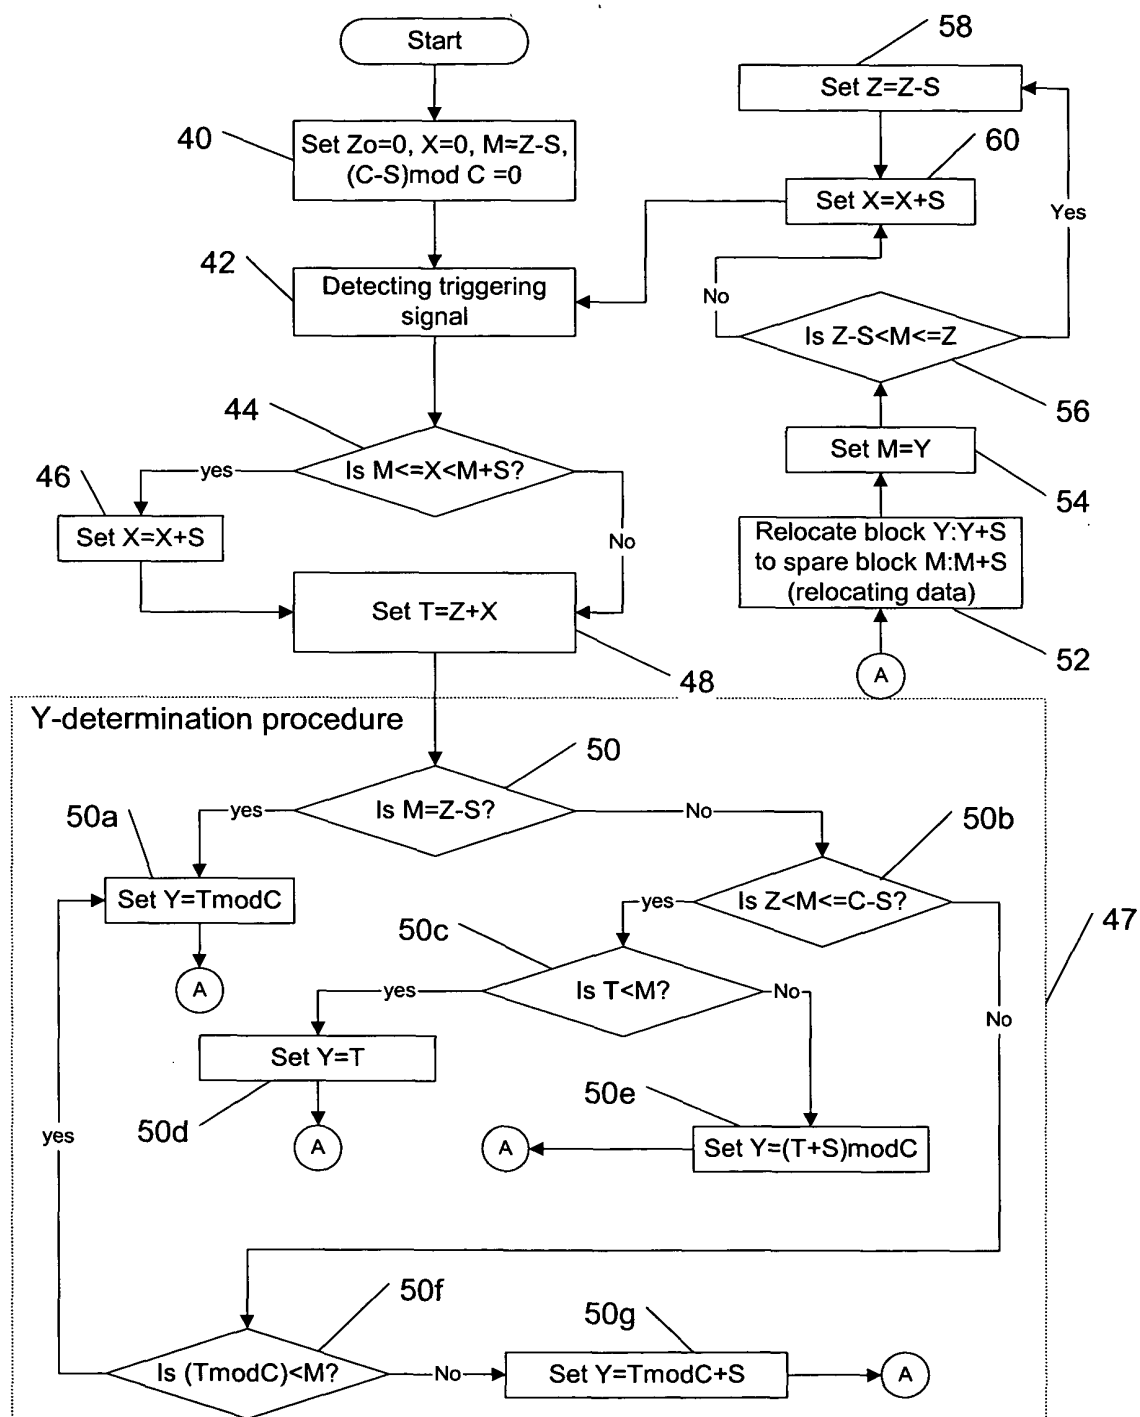 Start
40
Set Zo=0, X=0, M=Z-S,
(C-S)mod C =0
42
Detecting triggering
signal
44
Is M<=X<M+S?
yes
No
46
Set X=X+S
Set T=Z+X
48
58
Set Z=Z-S
60
Set X=X+S
Yes
No
Is Z-S<M<=Z
56
Set M=Y
54
Relocate block Y:Y+S
to spare block M:M+S
(relocating data)
52
A
Y-determination procedure
50
Is M=Z-S?
yes
No
50a
Set Y=TmodC
A
50b
Is Z<M<=C-S?
yes
No
47
50c
Is T<M?
yes
No
Set Y=T
50d
A
50e
Set Y=(T+S)modC
A
yes
50f
Is (TmodC)<M?
No
50g
Set Y=TmodC+S
A